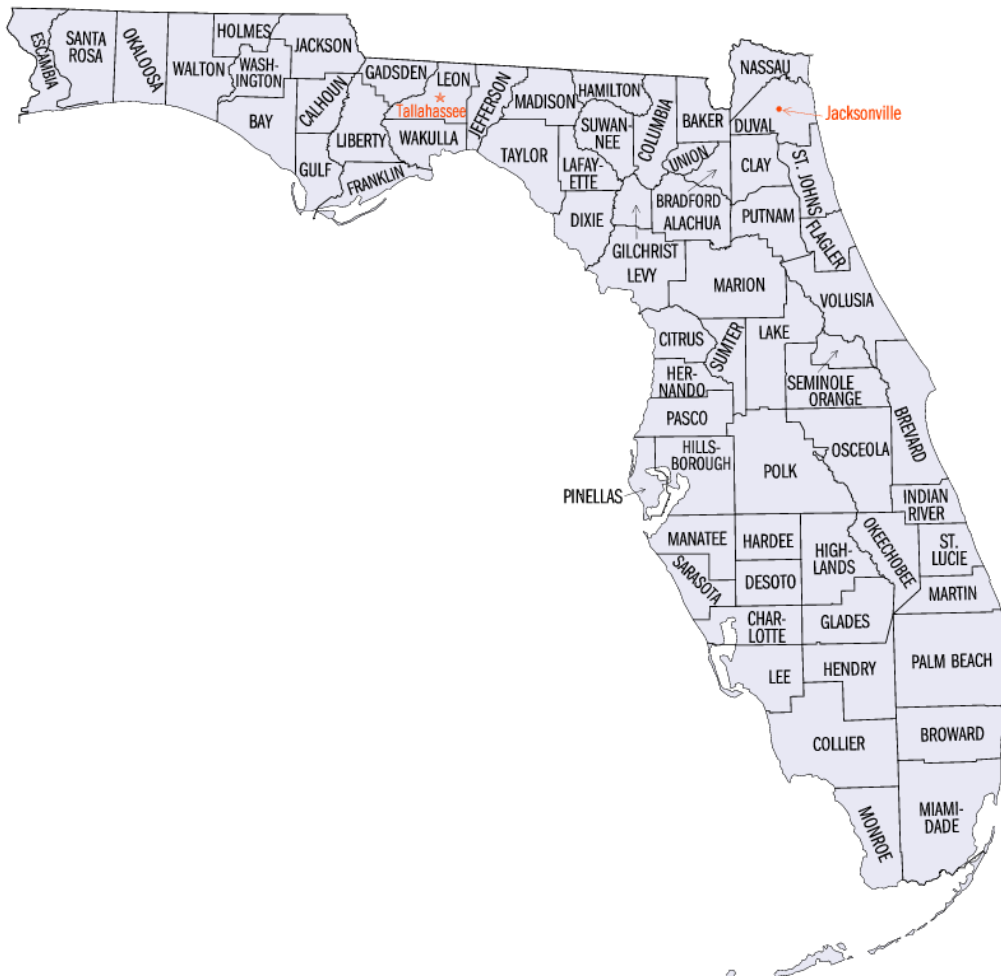 ESCAMBIA
SANTA
ROSA
OKALOOSA
WALTON
HOLMES
WASH-
INGTON
JACKSON
BAY
CALHOUN
GULF
GADSDEN
LIBERTY
FRANKLIN
LEON
Tallahassee
WAKULLA
JEFFERSON
MADISON
TAYLOR
HAMILTON
SUWAN-
NEE
LAFAY-
ETTE
DIXIE
COLUMBIA
BAKER
NASSAU
Jacksonville
DUVAL
UNION
BRADFORD
CLAY
ST. JOHNS
ALACHUA
PUTNAM
FLAGLER
GILCHRIST
LEVY
MARION
VOLUSIA
CITRUS
SUMTER
LAKE
HER-
NANDO
SEMINOLE
ORANGE
PASCO
BREVARD
HILLS-
BOROUGH
PINELLAS
POLK
OSCEOLA
INDIAN
RIVER
MANATEE
HARDEE
HIGH-
LANDS
OKEECHOBEE
ST.
LUCIE
SARASOTA
DESOTO
MARTIN
CHAR-
LOTTE
GLADES
LEE
HENDRY
PALM BEACH
COLLIER
BROWARD
MONROE
MIAMI-
DADE